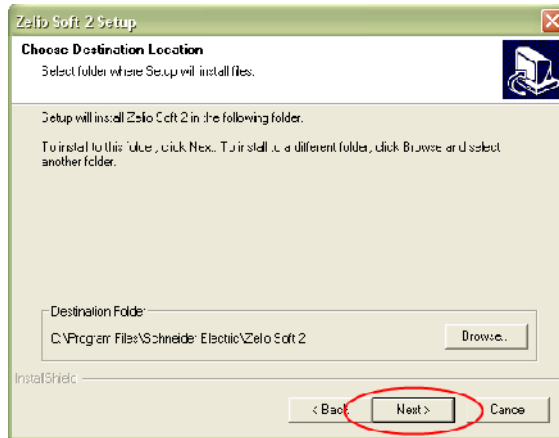 Zelio Soft 2 Setup
Choose Destination Location
Select folder where Setup will install files.
Setup will install Zelio Soft 2 in the following folder.
To install to this folder, click Next. To install to a different folder, click Browse and select
another folder.
Destination Folder
C:\Program Files\Schneider Electric\Zelio Soft 2
Browse...
InstallShield
< Back
Next >
Cancel